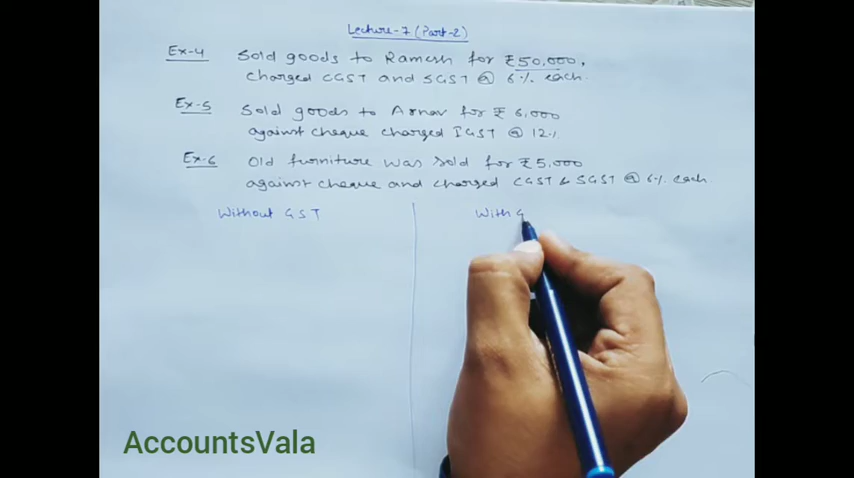 Lecture-7 (Part-2)
Ex-4 Sold goods to Ramesh for ₹50,000,
charged CGST and SGST @ 6% each.
Ex-5 Sold goods to Arnav for ₹ 6,000
against cheque charged IGST @ 12%.
Ex-6 Old furniture was sold for ₹5,000
against cheque and charged CGST & SGST @ 6% each
Without GST
With G
AccountsVala